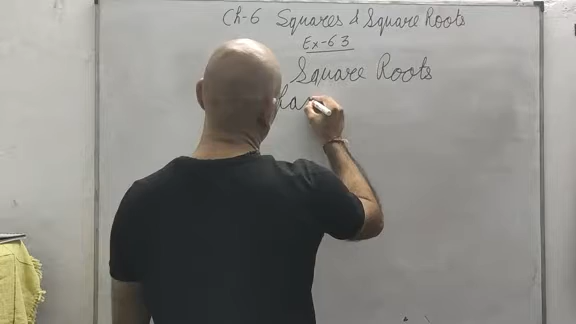 Ch-6 Squares & Square Roots
Ex-6 3
Square Roots